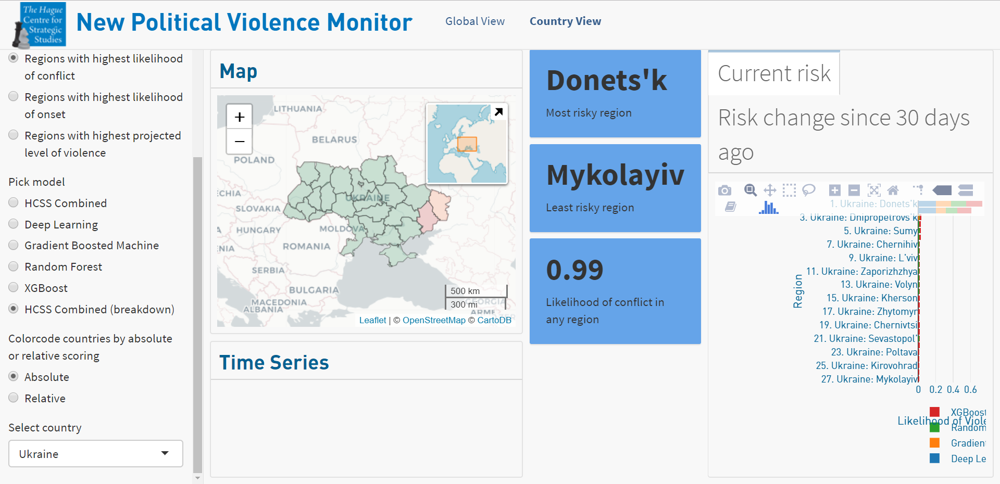 The Hague
Centre for
Strategic
Studies
New Political Violence Monitor
Global View
Country View
Regions with highest likelihood
of conflict
Regions with highest likelihood
of onset
Regions with highest projected
level of violence
Pick model
HCSS Combined
Deep Learning
Gradient Boosted Machine
Random Forest
XGBoost
HCSS Combined (breakdown)
Colorcode countries by absolute
or relative scoring
Absolute
Relative
Select country
Ukraine
Map
+
−
LITHUANIA
BELARUS
POLAND
ECHIA
UKRAINE
SLOVAKIA
HUNGARY
MOLDOVA
ROMANIA
ENIA
SERBIA
BULGARIA
MACEDONIA
ALBANIA
GEORGIA
500 km
300 mi
Leaflet | © OpenStreetMap © CartoDB
Time Series
Donets'k
Most risky region
Mykolayiv
Least risky region
0.99
Likelihood of conflict in
any region
Current risk
Risk change since 30 days
ago
1. Ukraine: Donets'k
3. Ukraine: Dnipropetrovs'k
5. Ukraine: Sumy
7. Ukraine: Chernihiv
9. Ukraine: L'viv
11. Ukraine: Zaporizhzhya
13. Ukraine: Volyn
15. Ukraine: Kherson
17. Ukraine: Zhytomyr
19. Ukraine: Chernivtsi
21. Ukraine: Sevastopol'
23. Ukraine: Poltava
25. Ukraine: Kirovohrad
27. Ukraine: Mykolayiv
Region
0 0.2 0.4 0.6
Likelihood of Viole
XGBoost
Random
Gradien
Deep Le